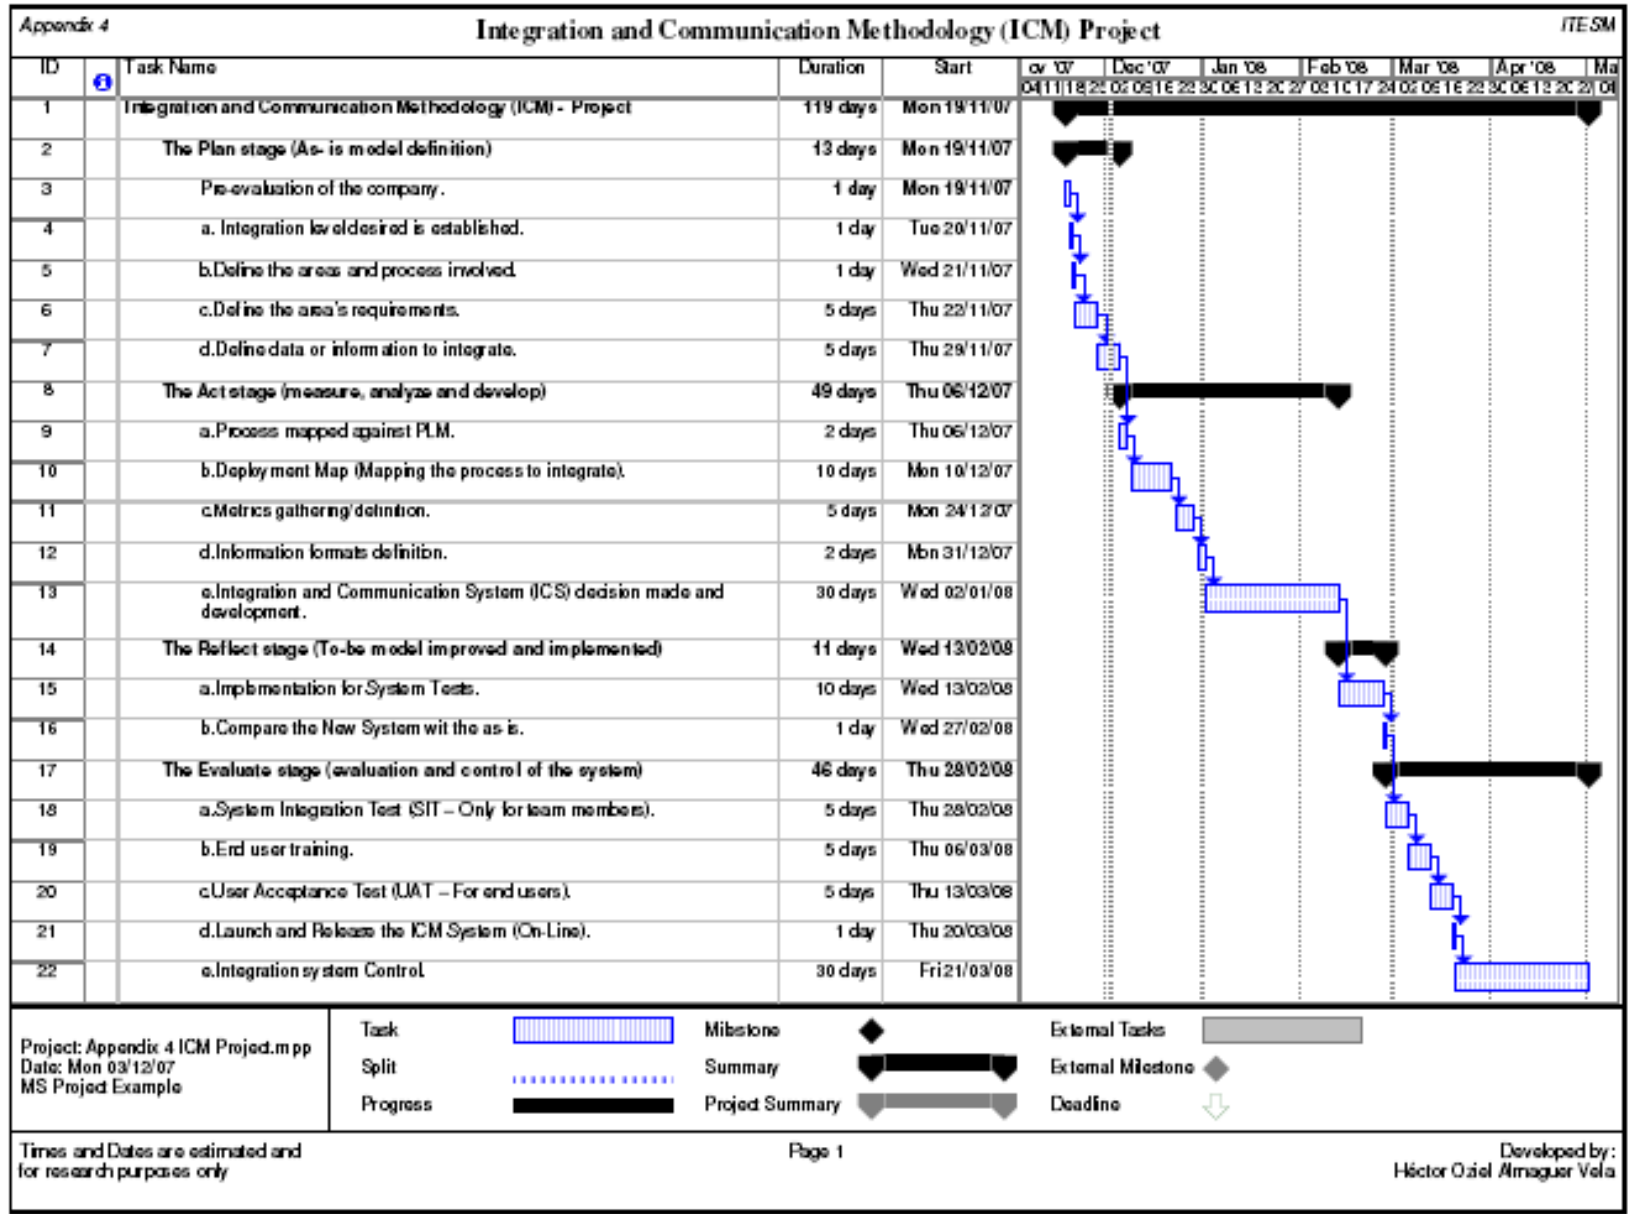 Appendix 4
Integration and Communication Methodology (ICM) Project
ITESM
ID Task Name Duration Start ov '07 Dec '07 Jan '08 Feb '08 Mar '08 Apr '08 Ma
1 Integration and Communication Methodology (ICM) - Project 119 days Mon 19/11/07
2 The Plan stage (As- is model definition) 13 days Mon 19/11/07
3 Pre-evaluation of the company. 1 day Mon 19/11/07
4 a. Integration level desired is established. 1 day Tue 20/11/07
5 b.Define the areas and process involved. 1 day Wed 21/11/07
6 c.Define the area's requirements. 5 days Thu 22/11/07
7 d.Define data or information to integrate. 5 days Thu 29/11/07
8 The Act stage (measure, analyze and develop) 49 days Thu 06/12/07
9 a.Process mapped against PLM. 2 days Thu 06/12/07
10 b.Deployment Map (Mapping the process to integrate). 10 days Mon 10/12/07
11 c.Metrics gathering/definition. 5 days Mon 24/12/07
12 d.Information formats definition. 2 days Mon 31/12/07
13 e.Integration and Communication System (ICS) decision made and 30 days Wed 02/01/08
development.
14 The Reflect stage (To-be model improved and implemented) 11 days Wed 13/02/08
15 a.Implementation for System Tests. 10 days Wed 13/02/08
16 b.Compare the New System wit the as-is. 1 day Wed 27/02/08
17 The Evaluate stage (evaluation and control of the system) 46 days Thu 28/02/08
18 a.System Integration Test (SIT – Only for team members). 5 days Thu 28/02/08
19 b.End user training. 5 days Thu 06/03/08
20 c.User Acceptance Test (UAT – For end users). 5 days Thu 13/03/08
21 d.Launch and Release the ICM System (On-Line). 1 day Thu 20/03/08
22 e.Integration system Control. 30 days Fri 21/03/08
Project: Appendix 4 ICM Project.mpp
Date: Mon 03/12/07
MS Project Example
Task Milestone External Tasks
Split Summary External Milestone
Progress Project Summary Deadline
Times and Dates are estimated and
for research purposes only
Page 1
Developed by:
Héctor Oziel Almaguer Vela